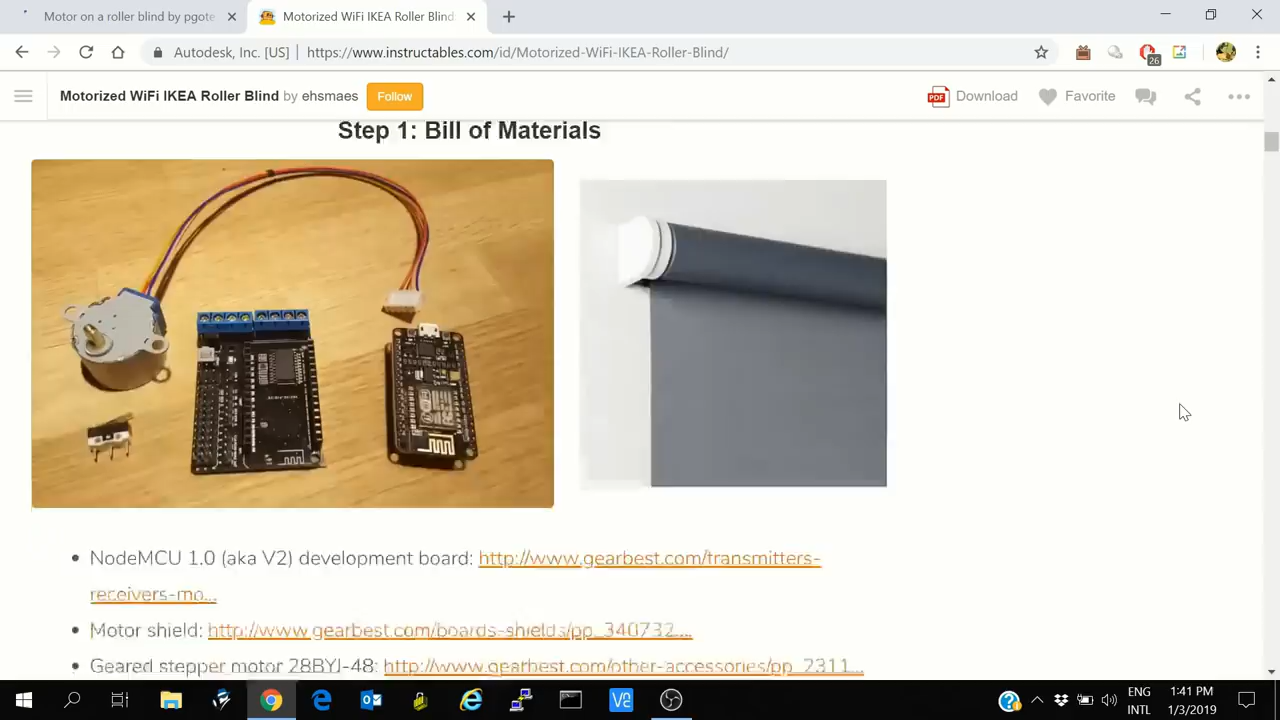 Motor on a roller blind by pgote
Motorized WiFi IKEA Roller Blind:
Autodesk, Inc. [US] | https://www.instructables.com/id/Motorized-WiFi-IKEA-Roller-Blind/
26
Motorized WiFi IKEA Roller Blind by ehsmaes
Follow
PDF
Download
Favorite
Step 1: Bill of Materials
NodeMCU 1.0 (aka V2) development board: http://www.gearbest.com/transmitters-
receivers-mo...
Motor shield: http://www.gearbest.com/boards-shields/pp_340732...
Geared stepper motor 28BYJ-48: http://www.gearbest.com/other-accessories/pp_2311...
ENG
INTL
1:41 PM
1/3/2019